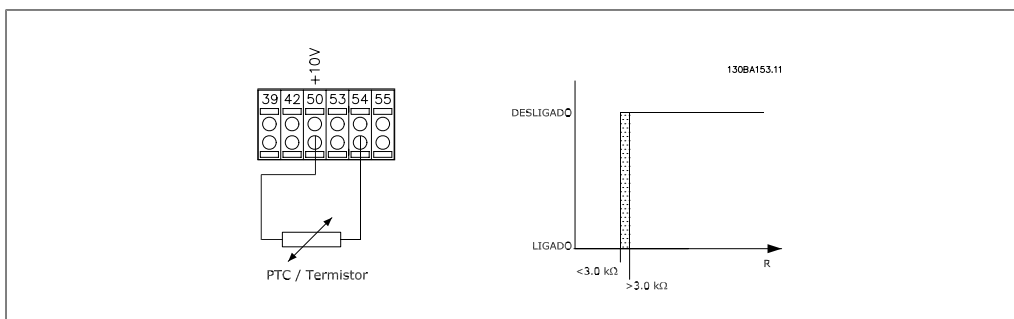 +10V
39 42 50 53 54 55
PTC / Termistor
130BA153.11
DESLIGADO
LIGADO
R
<3.0 kΩ
>3.0 kΩ